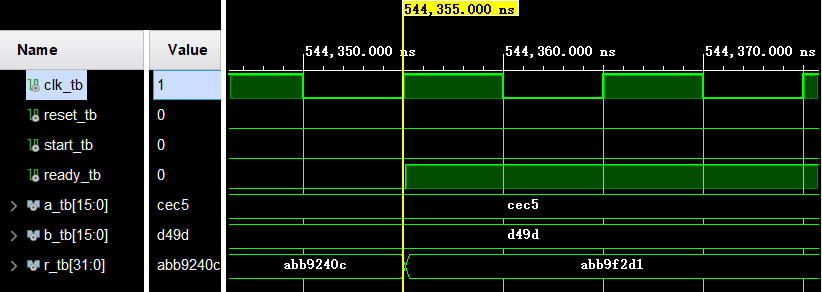 544,355.000 ns
Name Value 544,350.000 ns 544,360.000 ns 544,370.000 ns
clk_tb 1
reset_tb 0
start_tb 0
ready_tb 0
a_tb[15:0] cec5 cec5
b_tb[15:0] d49d d49d
r_tb[31:0] abb9240c abb9240c abb9f2d1